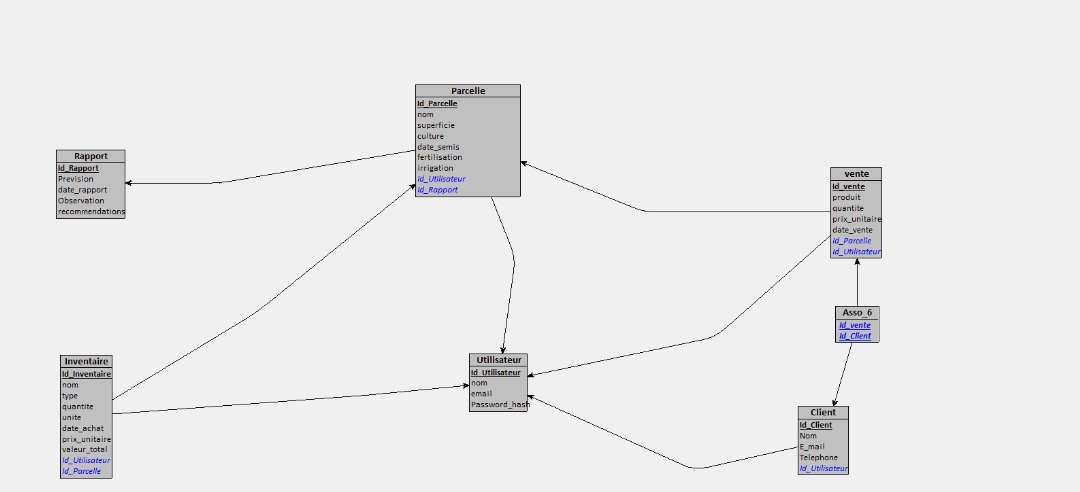 Parcelle
Id_Parcelle
nom
superficie
culture
date_semis
fertilisation
irrigation
Id_Utilisateur
Id_Rapport
Rapport
Id_Rapport
Prevision
date_rapport
Observation
recommendations
vente
Id_vente
produit
quantite
prix_unitaire
date_vente
Id_Parcelle
Id_Utilisateur
Asso_6
Id_vente
Id_Client
Inventaire
Id_Inventaire
nom
type
quantite
unite
date_achat
prix_unitaire
valeur_total
Id_Utilisateur
Id_Parcelle
Utilisateur
Id_Utilisateur
nom
email
Password_hash
Client
Id_Client
Nom
E_mail
Telephone
Id_Utilisateur